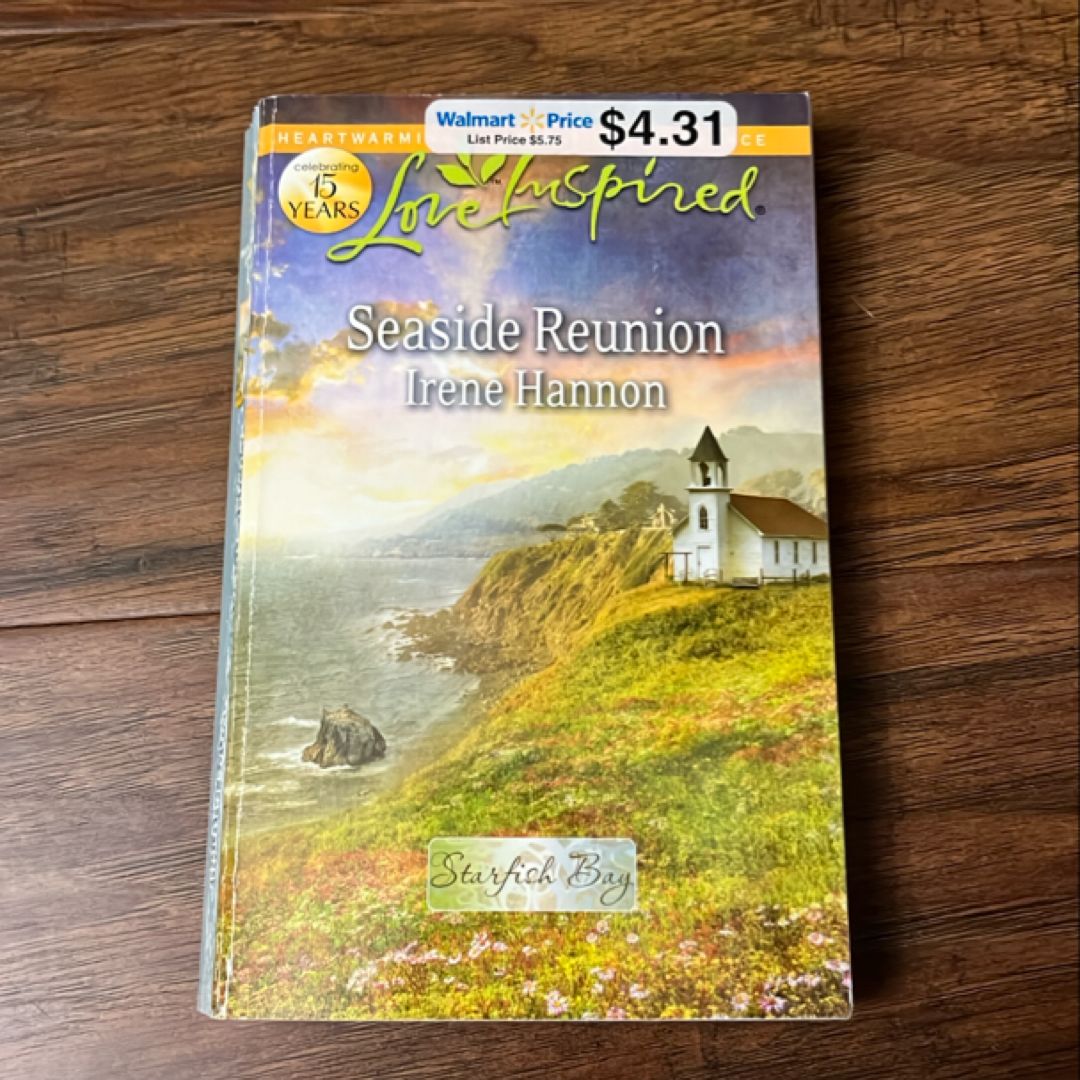 Walmart Price $4.31
List Price $5.75
HEARTWARMI CE
celebrating
15
YEARS
Love Inspired
Seaside Reunion
Irene Hannon
Starfish Bay